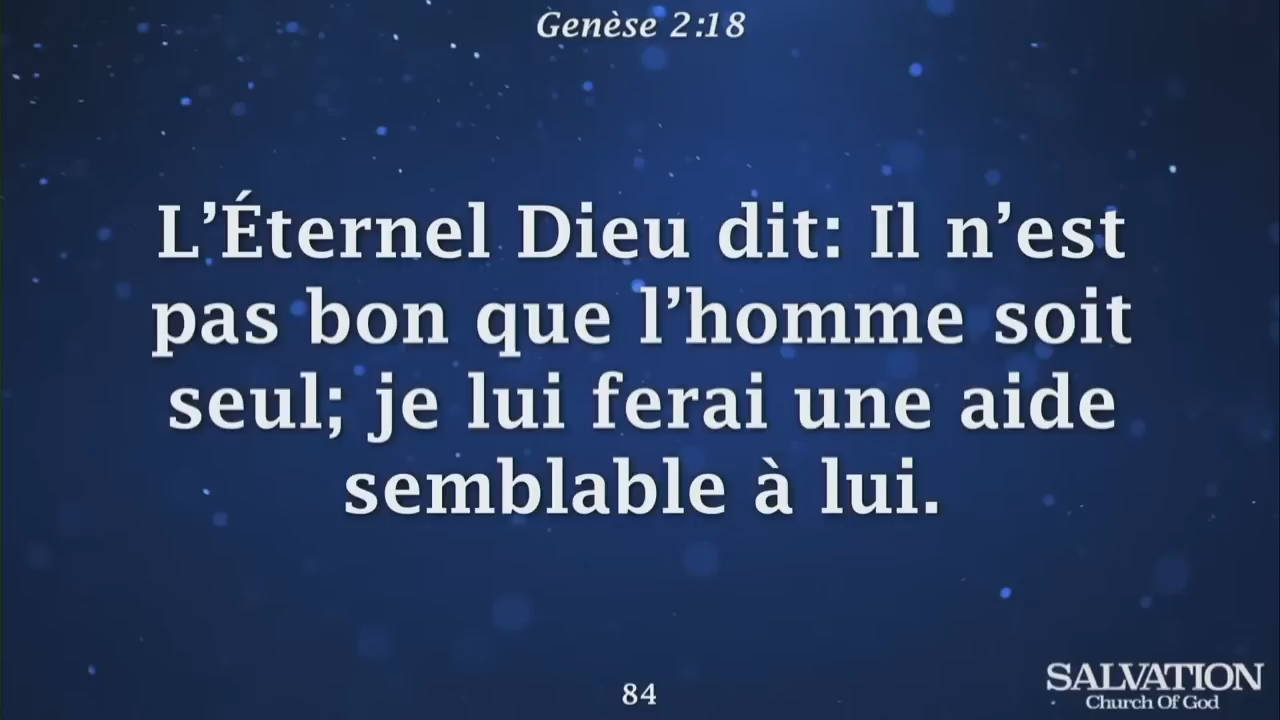 Genèse 2:18
L’Éternel Dieu dit: Il n’est
pas bon que l’homme soit
seul; je lui ferai une aide
semblable à lui.
84
SALVATION
Church Of God